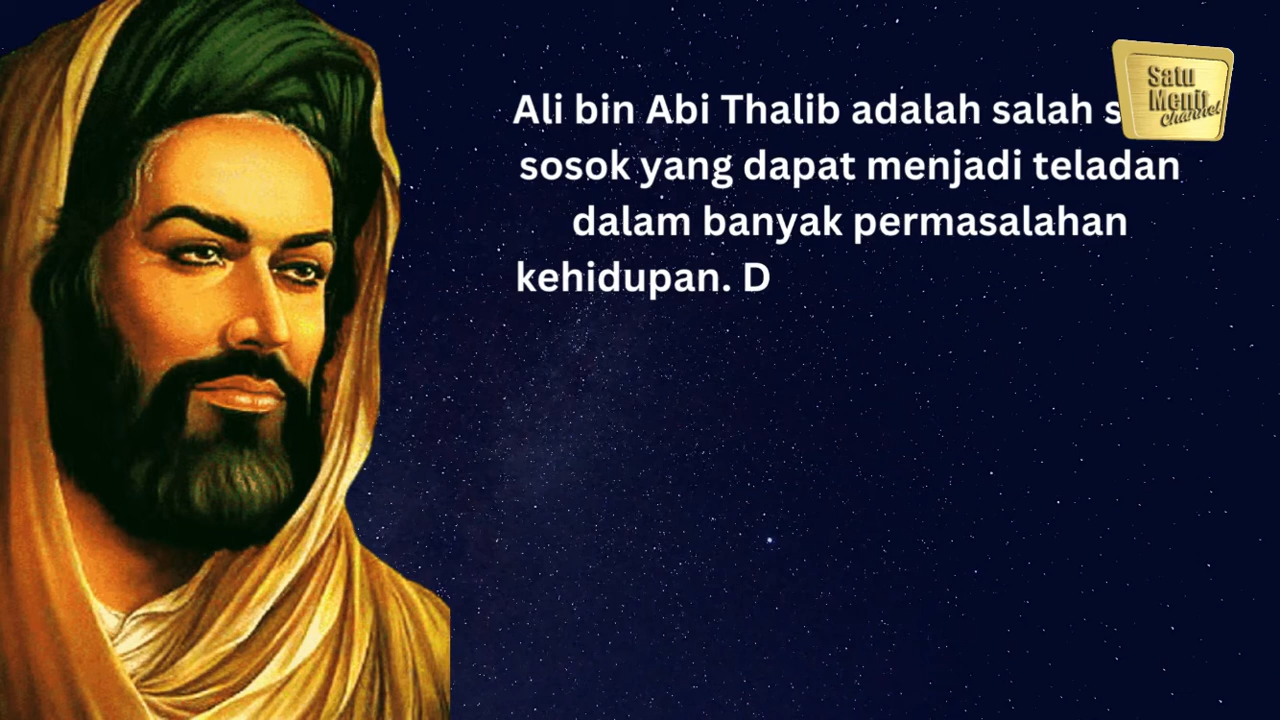 Ali bin Abi Thalib adalah salah
sosok yang dapat menjadi teladan
dalam banyak permasalahan
kehidupan. D
Satu
Menit
Channel